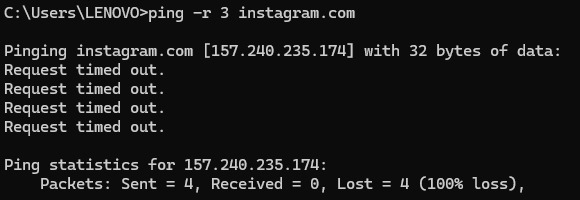 C:\Users\LENOVO>ping -r 3 instagram.com
Pinging instagram.com [157.240.235.174] with 32 bytes of data:
Request timed out.
Request timed out.
Request timed out.
Request timed out.
Ping statistics for 157.240.235.174:
    Packets: Sent = 4, Received = 0, Lost = 4 (100% loss),